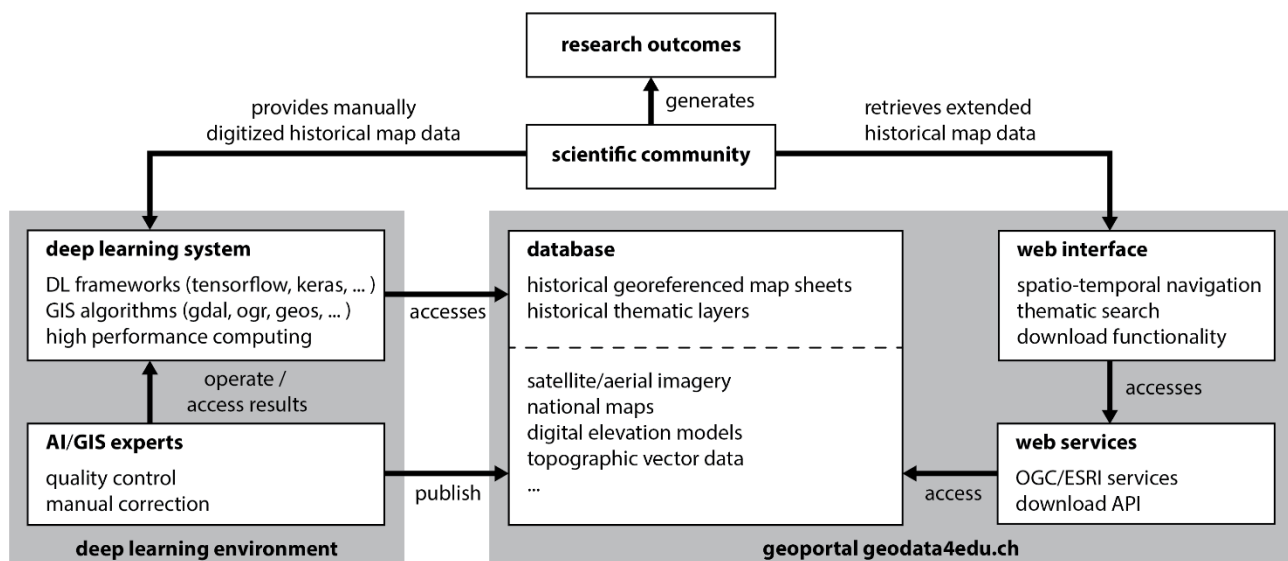 research outcomes
generates
provides manually
digitized historical map data
retrieves extended
historical map data
scientific community
deep learning system
DL frameworks (tensorflow, keras, ... )
GIS algorithms (gdal, ogr, geos, ... )
high performance computing
accesses
database
historical georeferenced map sheets
historical thematic layers
satellite/aerial imagery
national maps
digital elevation models
topographic vector data
...
web interface
spatio-temporal navigation
thematic search
download functionality
operate /
access results
accesses
AI/GIS experts
quality control
manual correction
publish
access
web services
OGC/ESRI services
download API
deep learning environment
geoportal geodata4edu.ch